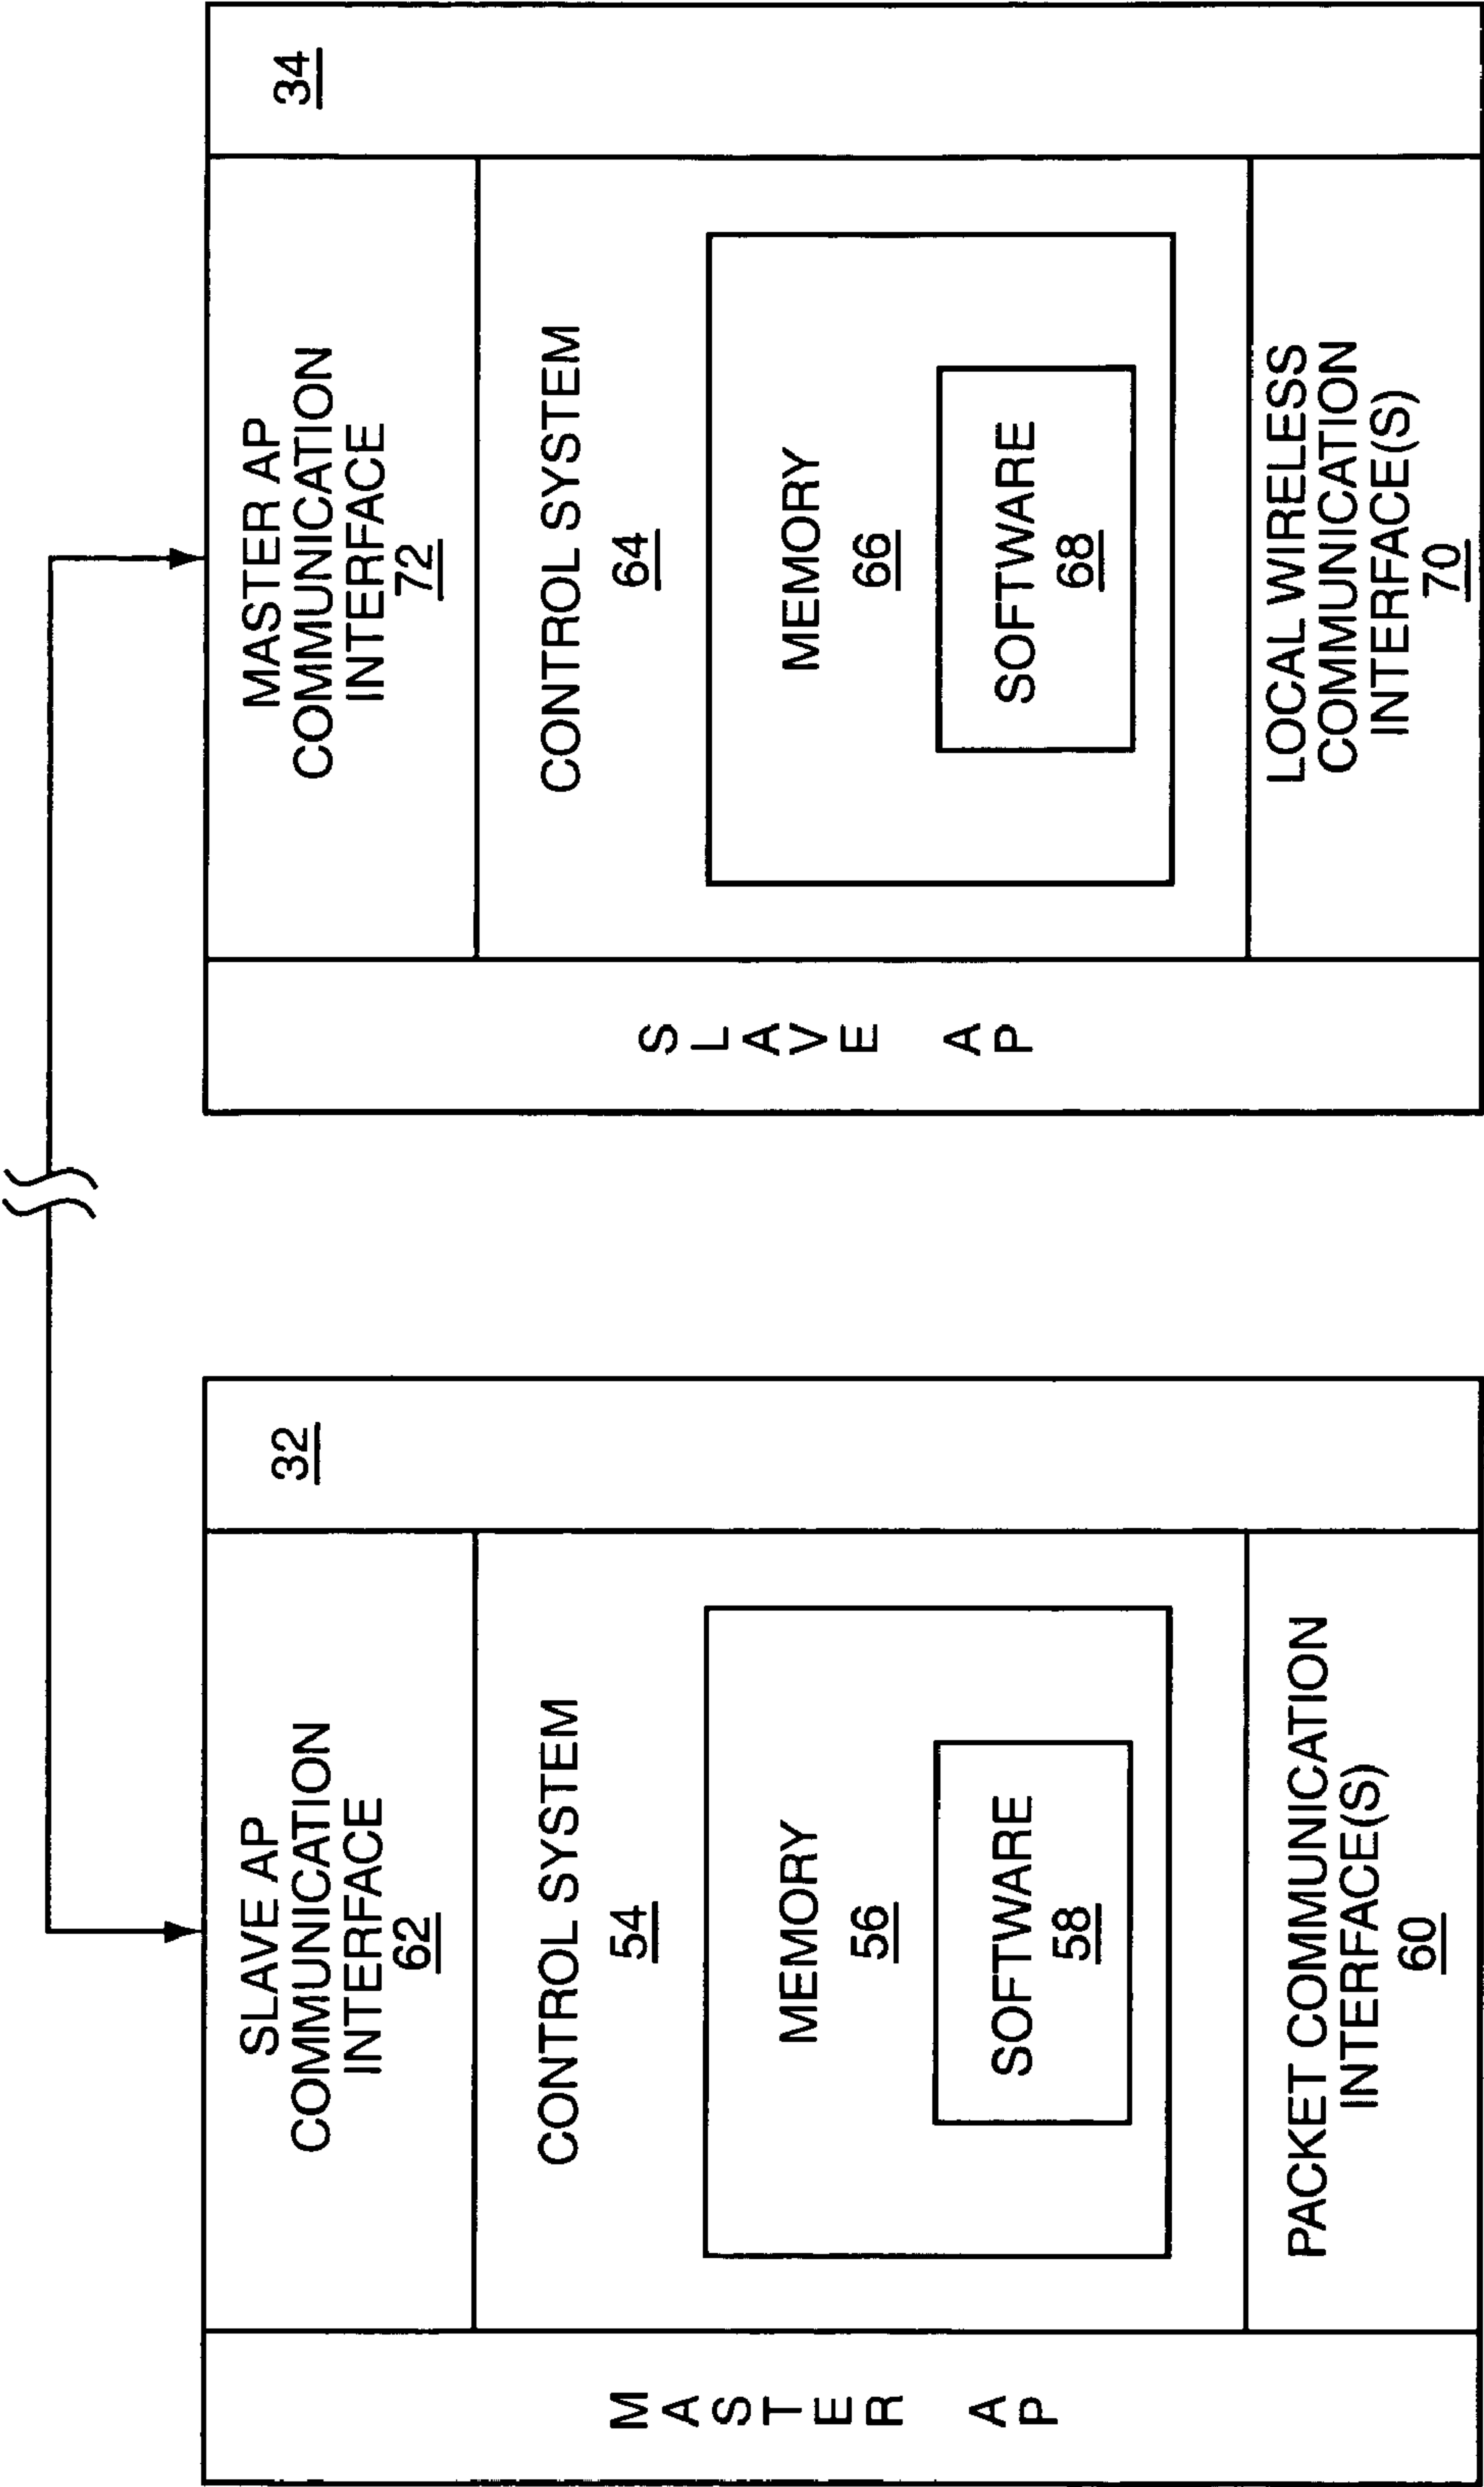 MASTER AP
32
SLAVE AP
COMMUNICATION
INTERFACE
62
CONTROL SYSTEM
54
MEMORY
56
SOFTWARE
58
PACKET COMMUNICATION
INTERFACE(S)
60
SLAVE AP
34
MASTER AP
COMMUNICATION
INTERFACE
72
CONTROL SYSTEM
64
MEMORY
66
SOFTWARE
68
LOCAL WIRELESS
COMMUNICATION
INTERFACE(S)
70